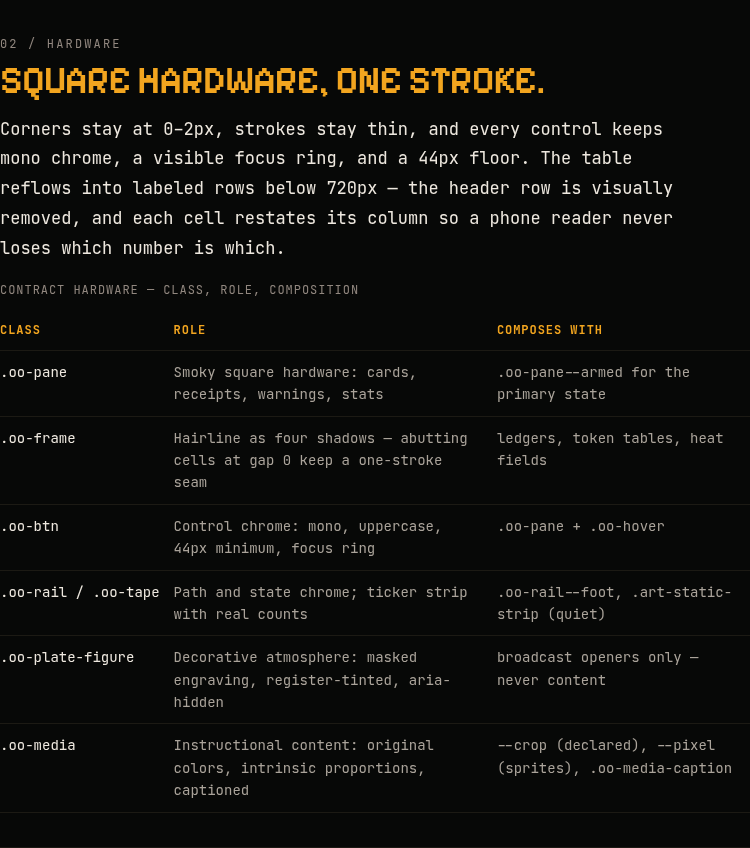 02 / HARDWARE
SQUARE HARDWARE, ONE STROKE.
Corners stay at 0–2px, strokes stay thin, and every control keeps
mono chrome, a visible focus ring, and a 44px floor. The table
reflows into labeled rows below 720px — the header row is visually
removed, and each cell restates its column so a phone reader never
loses which number is which.
CONTRACT HARDWARE — CLASS, ROLE, COMPOSITION
CLASS ROLE COMPOSES WITH
.oo-pane Smoky square hardware: cards, .oo-pane--armed for the
receipts, warnings, stats primary state
.oo-frame Hairline as four shadows — abutting ledgers, token tables, heat
cells at gap 0 keep a one-stroke fields
seam
.oo-btn Control chrome: mono, uppercase, .oo-pane + .oo-hover
44px minimum, focus ring
.oo-rail / .oo-tape Path and state chrome; ticker strip .oo-rail--foot, .art-static-
with real counts strip (quiet)
.oo-plate-figure Decorative atmosphere: masked broadcast openers only —
engraving, register-tinted, aria- never content
hidden
.oo-media Instructional content: original --crop (declared), --pixel
colors, intrinsic proportions, (sprites), .oo-media-caption
captioned